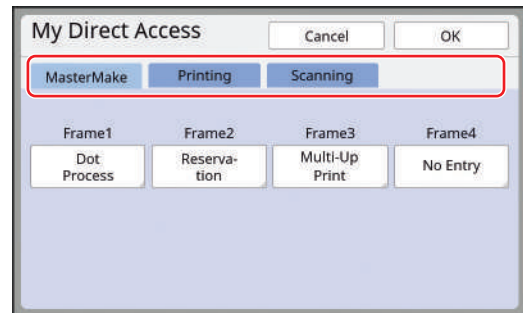 My Direct Access
Cancel
OK
MasterMake
Printing
Scanning
Frame1
Frame2
Frame3
Frame4
Dot
Process
Reserva-
tion
Multi-Up
Print
No Entry